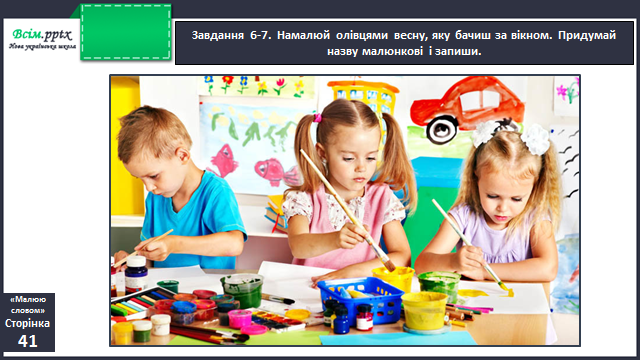 Всім.pptx
Нова українська школа
Завдання 6-7. Намалюй олівцями весну, яку бачиш за вікном. Придумай
назву малюнкові і запиши.
«Малюю
словом»
Сторінка
41